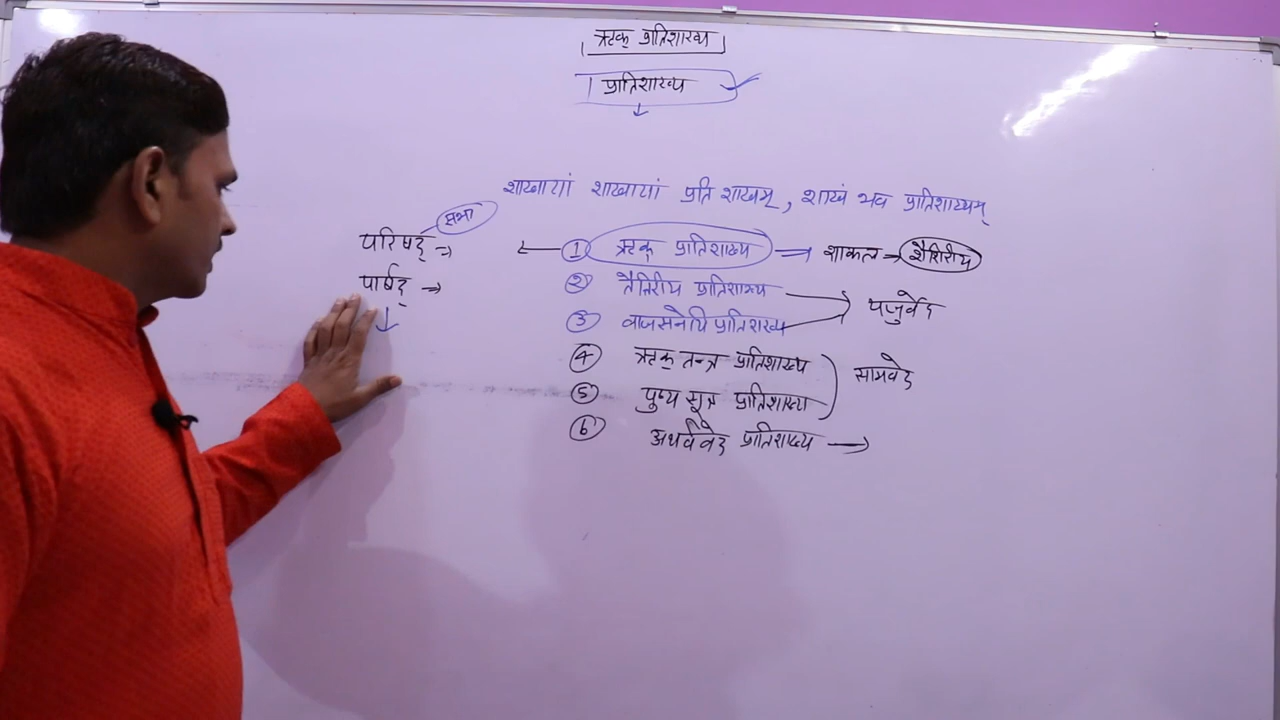 ऋक् प्रातिशाख्य
प्रातिशाख्य
शाखायां शाखायां प्रति शाखम्, शाखं भव प्रातिशाख्यम्
सभा
परिषद्
पार्षद्
① ऋक् प्रातिशाख्य शाकल शैशिरीय
② तैत्तिरीय प्रातिशाख्य
③ वाजसनेयि प्रातिशाख्य
यजुर्वेद
④ ऋक् तन्त्र प्रातिशाख्य
⑤ पुष्प सूत्र प्रातिशाख्य
सामवेद
⑥ अथर्ववेद प्रातिशाख्य